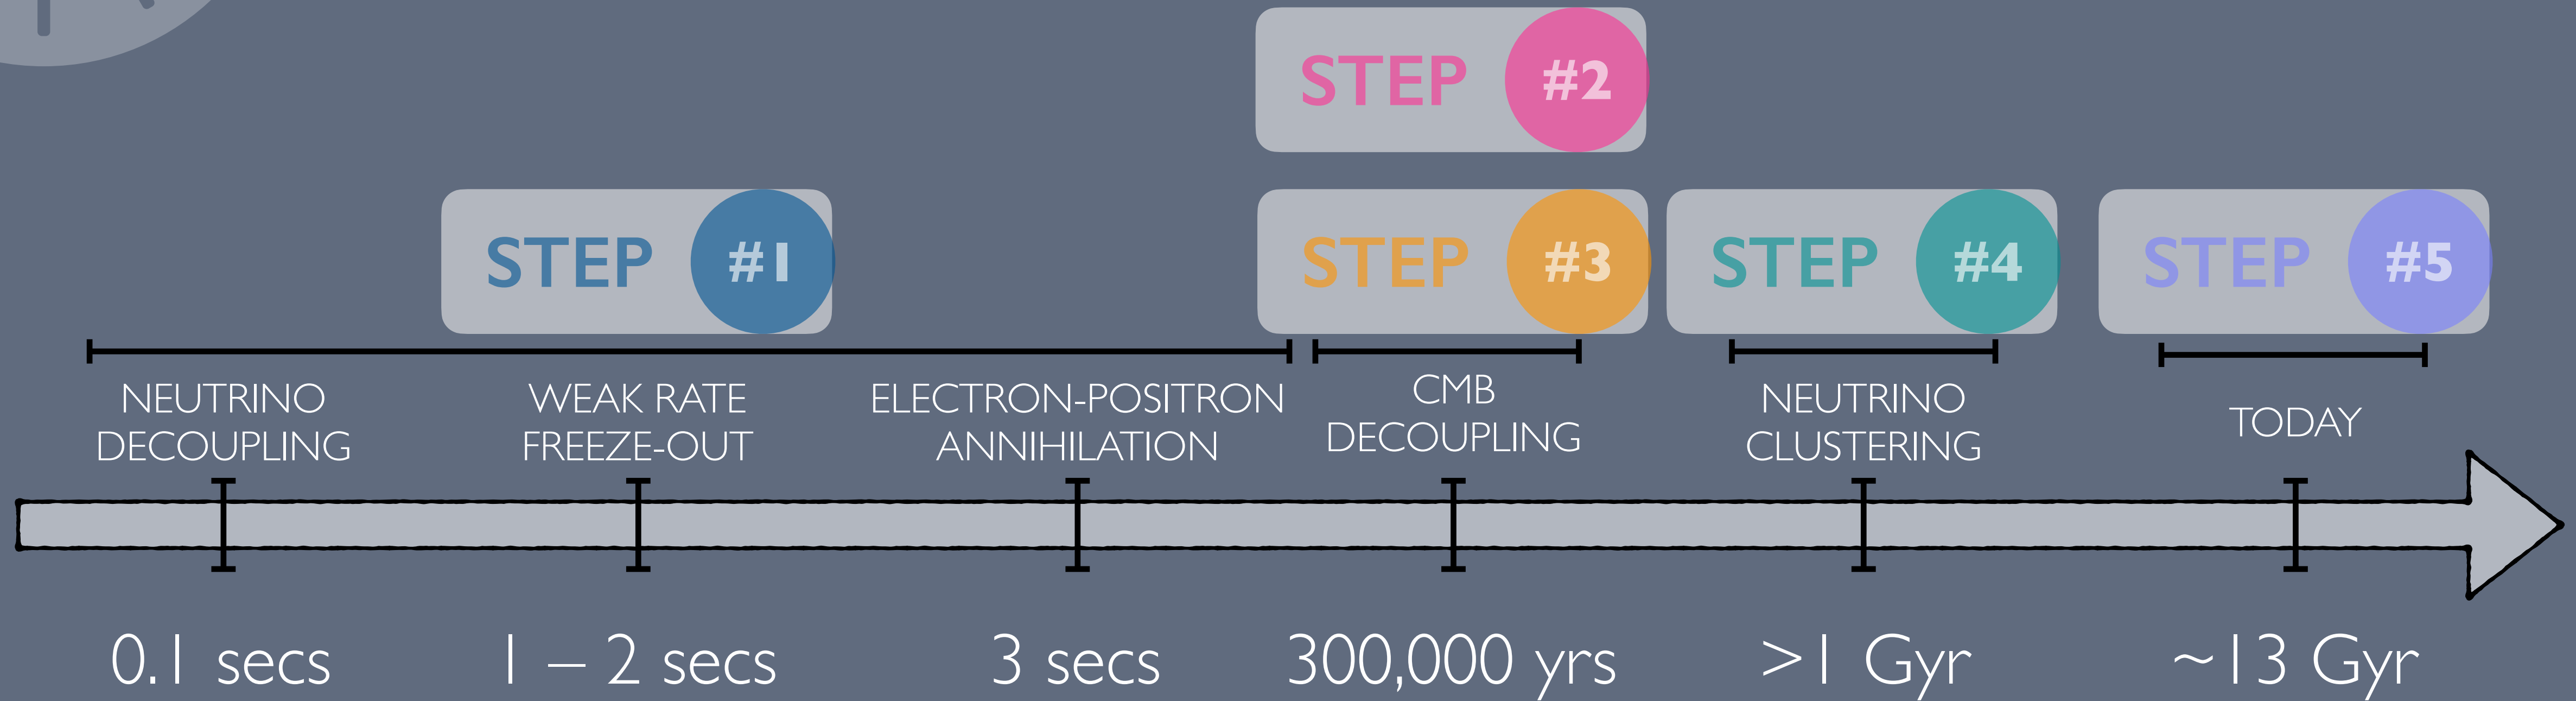 STEP #2
STEP #1
STEP #3
STEP #4
STEP #5
NEUTRINO
DECOUPLING
WEAK RATE
FREEZE-OUT
ELECTRON-POSITRON
ANNIHILATION
CMB
DECOUPLING
NEUTRINO
CLUSTERING
TODAY
0.1 secs
1 – 2 secs
3 secs
300,000 yrs
>1 Gyr
~13 Gyr